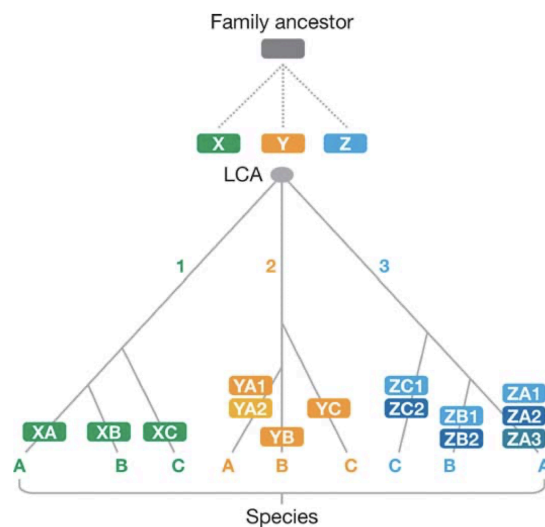 Family ancestor
X Y Z
LCA
1 2 3
YA1 ZC1 ZA1
YA2 YC ZC2 ZB1 ZA2
XA XB XC YB ZB2 ZA3
A B C A B C C B A
Species